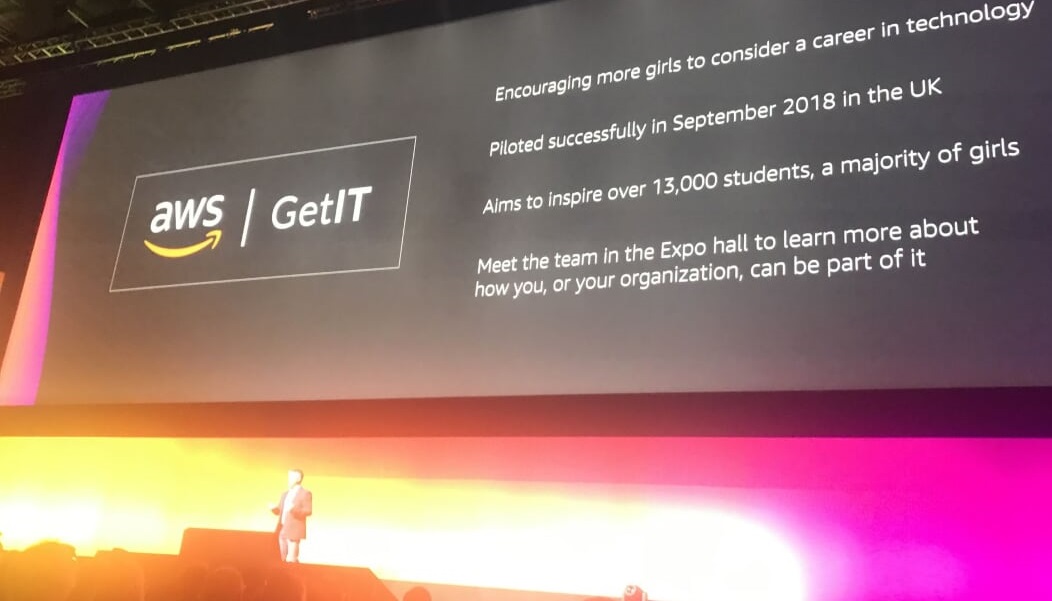 Encouraging more girls to consider a career in technology
Piloted successfully in September 2018 in the UK
aws | GetIT
Aims to inspire over 13,000 students, a majority of girls
Meet the team in the Expo hall to learn more about
how you, or your organization, can be part of it